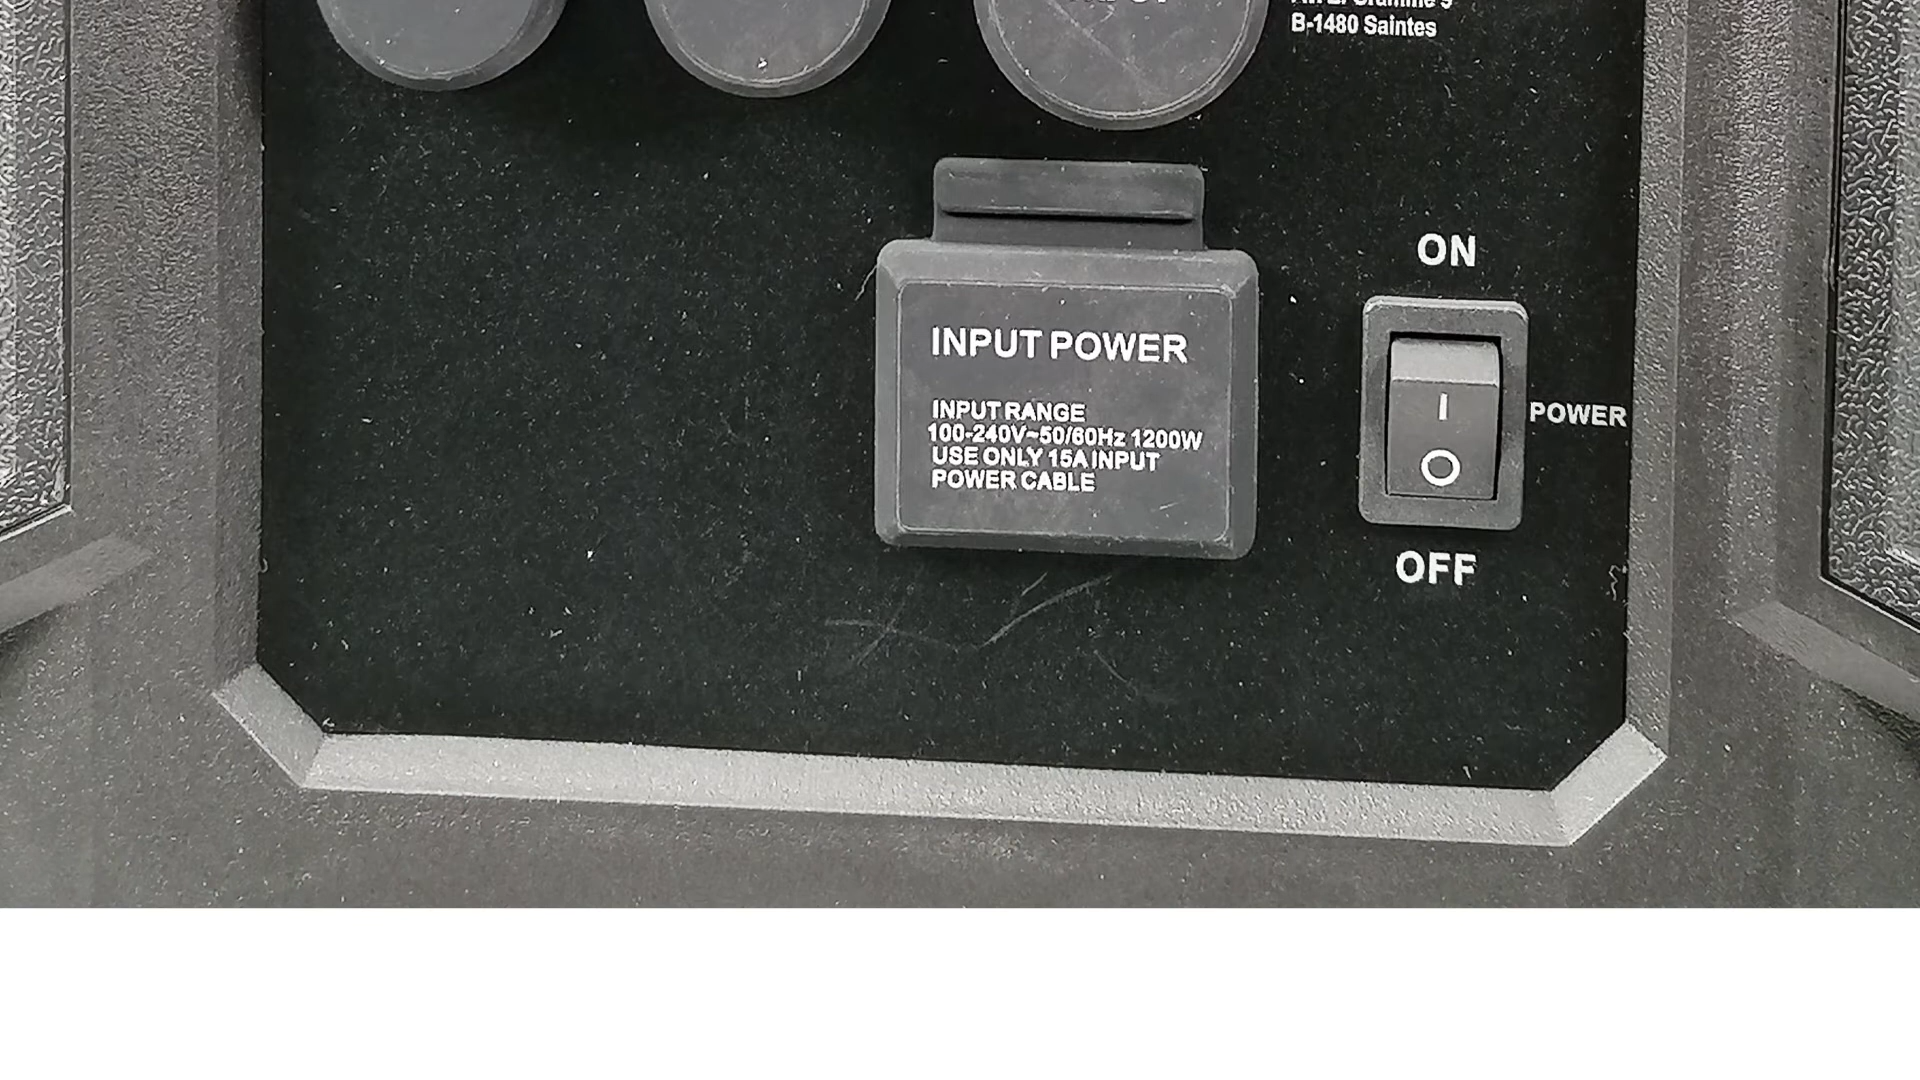 B-1480 Saintes
ON
INPUT POWER
INPUT RANGE
100-240V~50/60Hz 1200W
USE ONLY 15A INPUT
POWER CABLE
I
O
POWER
OFF